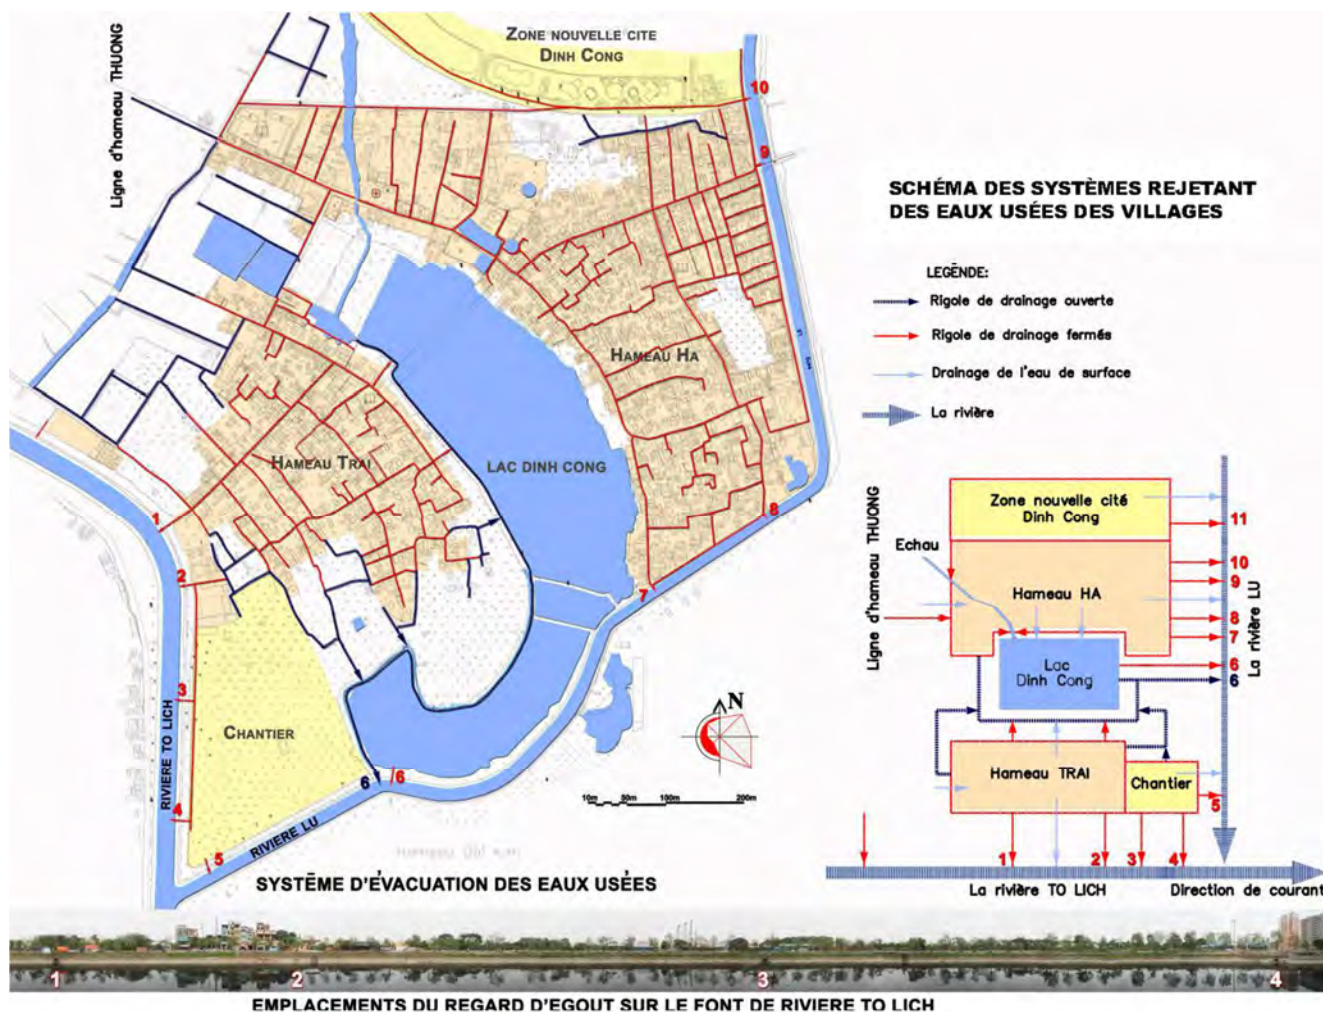 ZONE NOUVELLE CITE
DINH CONG
Ligne d'hameau THUONG
10
9
HAMEAU HA
HAMEAU TRAI
LAC DINH CONG
1
2
8
7
3
CHANTIER
RIVIERE TO LICH
4
6
6
5
RIVIERE LU
N
10m 50m 100m 200m
SYSTÈME D'ÉVACUATION DES EAUX USÉES
SCHÉMA DES SYSTÈMES REJETANT
DES EAUX USÉES DES VILLAGES
LEGĒNDE:
Rigole de drainage ouverte
Rigole de drainage fermés
Drainage de l'eau de surface
La rivière
Ligne d'hameau THUONG
Zone nouvelle cité
Dinh Cong
11
Echau
10
9
Hameau HA
8
7
Lac
Dinh Cong
6
6
La rivière LU
Hameau TRAI
Chantier
5
1
2
3
4
La rivière TO LICH
Direction de courant
1
2
3
4
EMPLACEMENTS DU REGARD D'EGOUT SUR LE FONT DE RIVIERE TO LICH